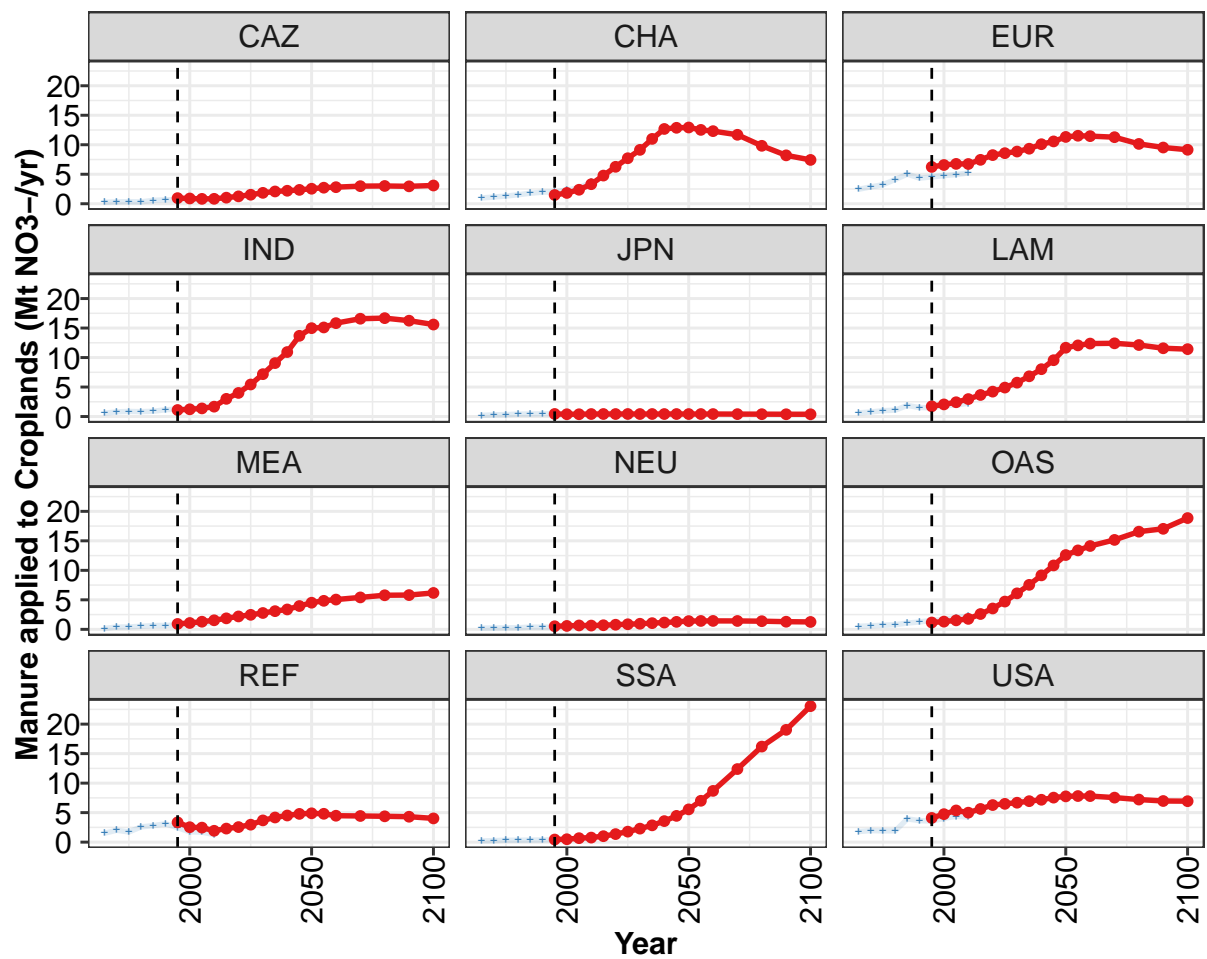 Manure applied to Croplands (Mt NO3−/yr)
CAZ CHA EUR
20
15
10
5
0
IND JPN LAM
20
15
10
5
0
MEA NEU OAS
20
15
10
5
0
REF SSA USA
20
15
10
5
0
2000 2050 2100 2000 2050 2100 2000 2050 2100
Year